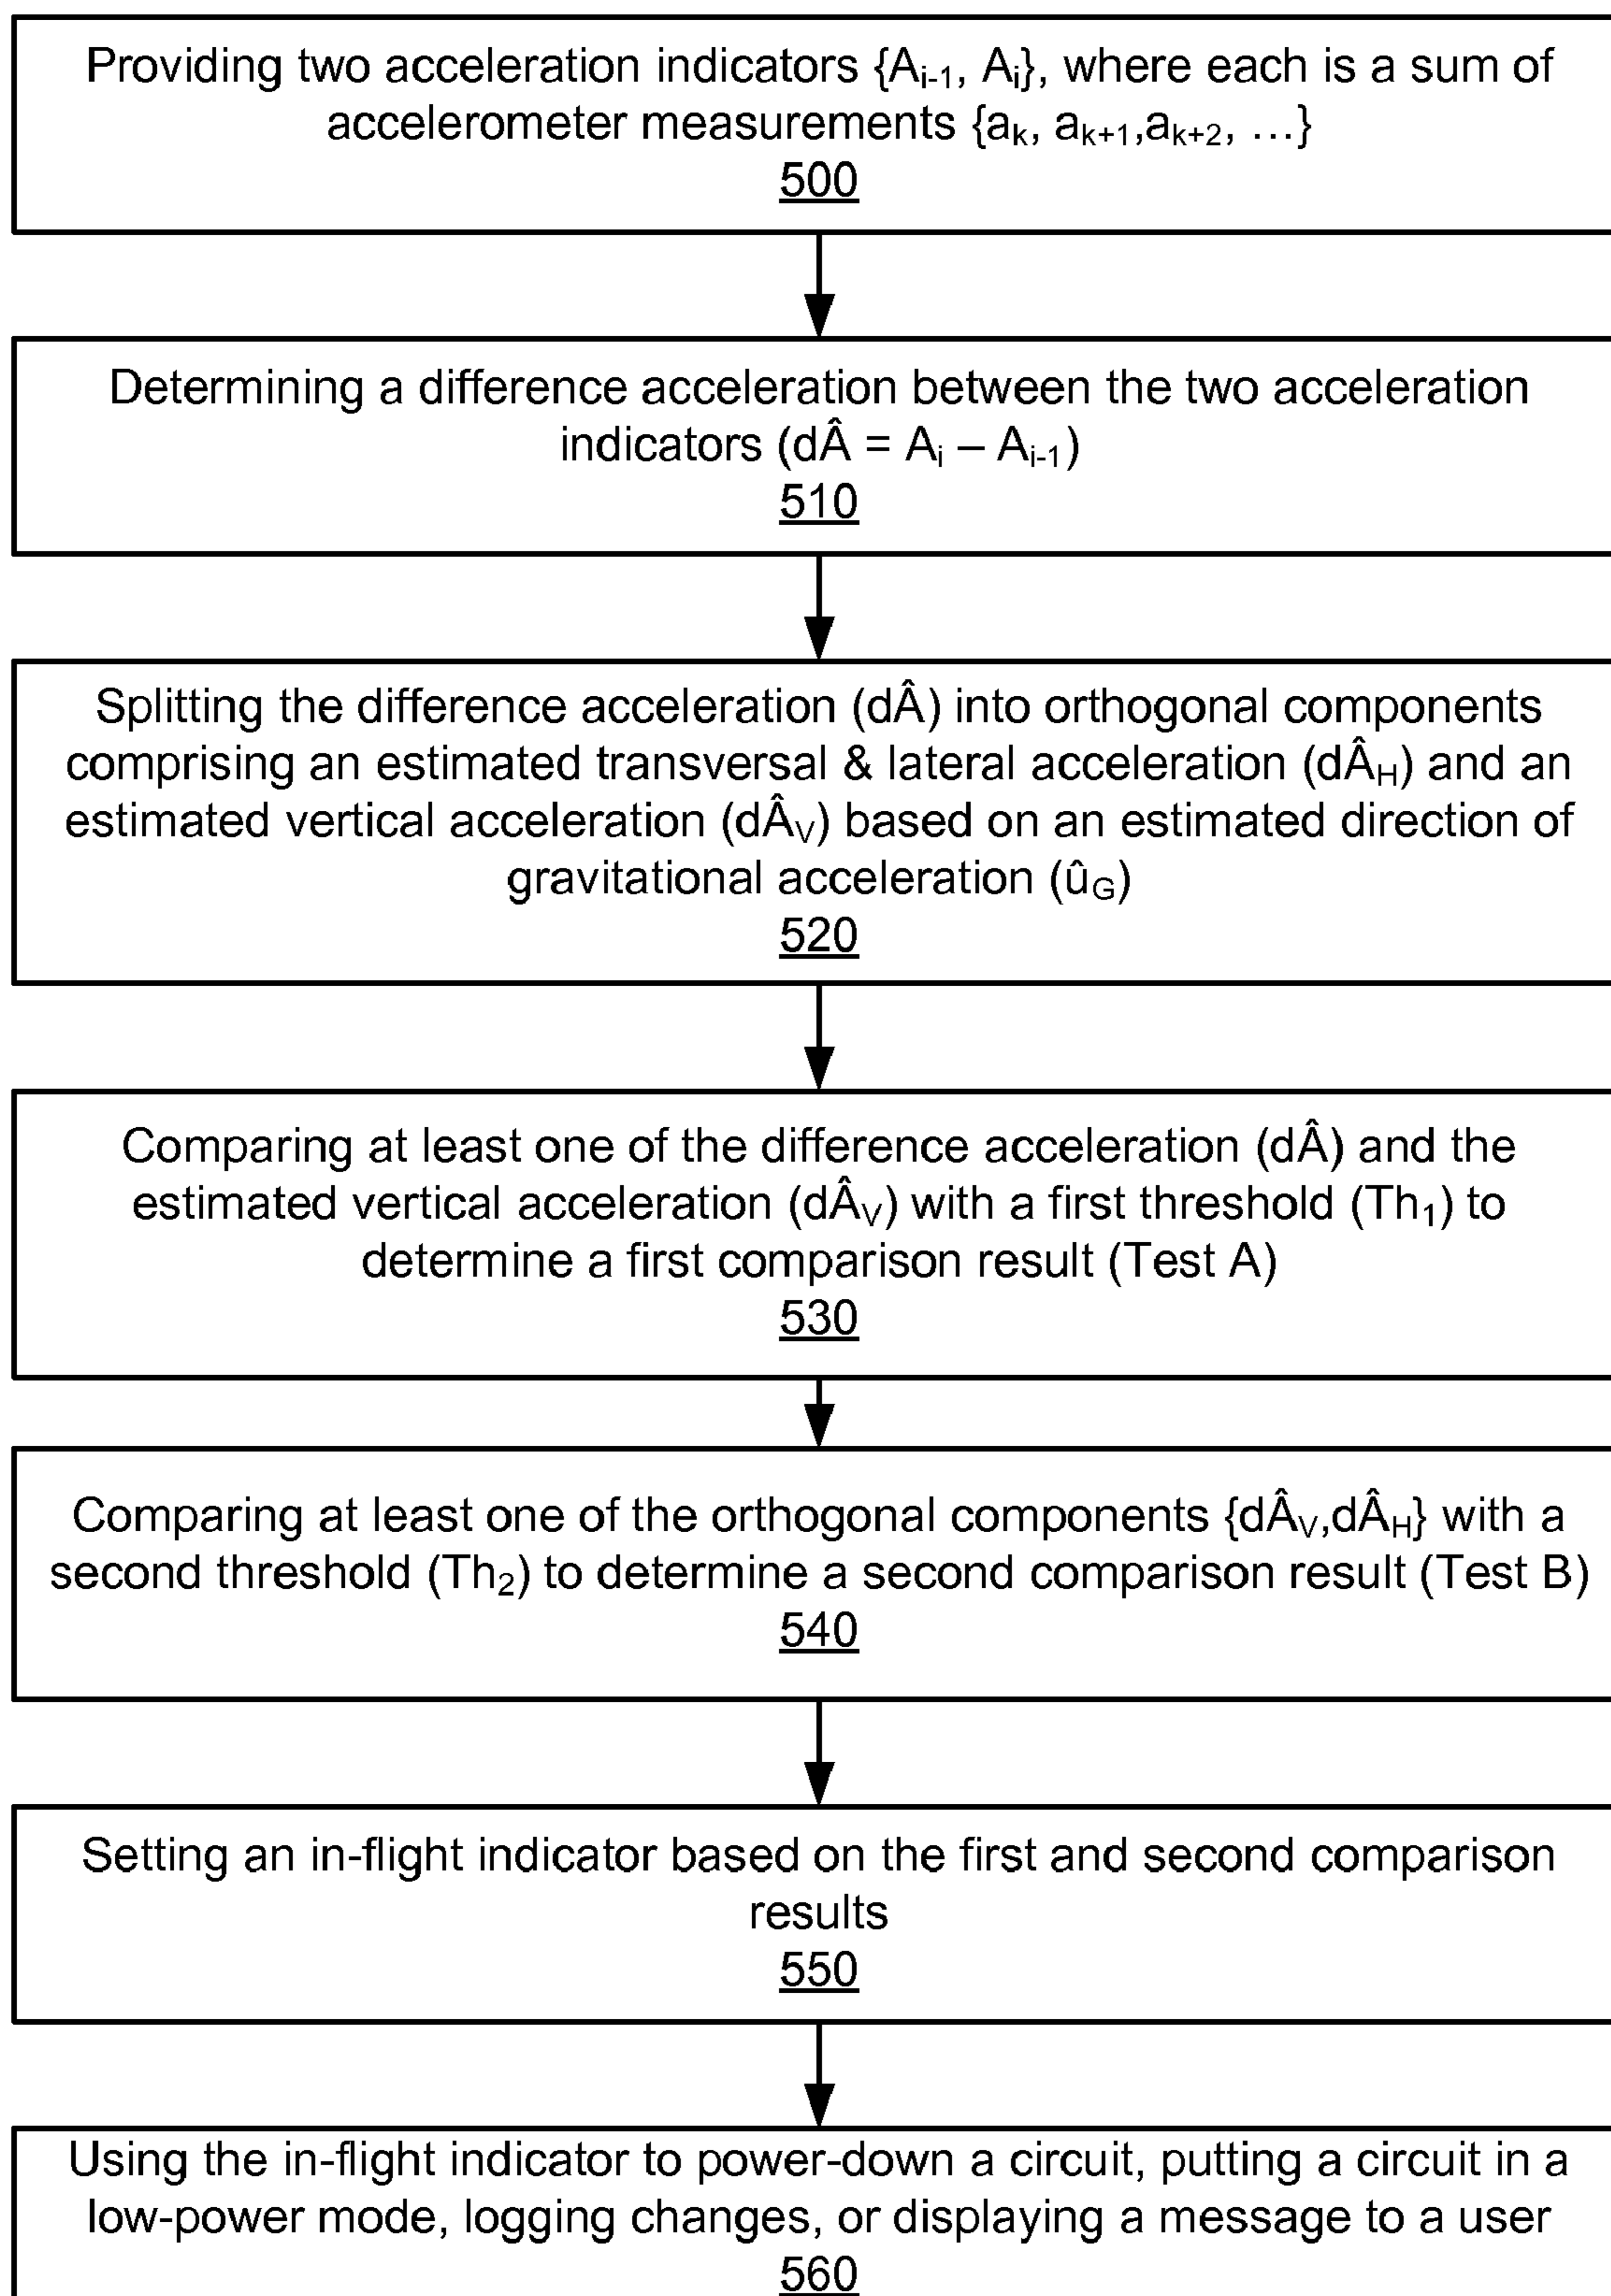 Providing two acceleration indicators {Aᵢ₋₁, Aᵢ}, where each is a sum of
accelerometer measurements {aₖ, aₖ₊₁,aₖ₊₂, …}
500
Determining a difference acceleration between the two acceleration
indicators (dÂ = Aᵢ – Aᵢ₋₁)
510
Splitting the difference acceleration (dÂ) into orthogonal components
comprising an estimated transversal & lateral acceleration (dÂ_H) and an
estimated vertical acceleration (dÂ_V) based on an estimated direction of
gravitational acceleration (û_G)
520
Comparing at least one of the difference acceleration (dÂ) and the
estimated vertical acceleration (dÂ_V) with a first threshold (Th₁) to
determine a first comparison result (Test A)
530
Comparing at least one of the orthogonal components {dÂ_V,dÂ_H} with a
second threshold (Th₂) to determine a second comparison result (Test B)
540
Setting an in-flight indicator based on the first and second comparison
results
550
Using the in-flight indicator to power-down a circuit, putting a circuit in a
low-power mode, logging changes, or displaying a message to a user
560